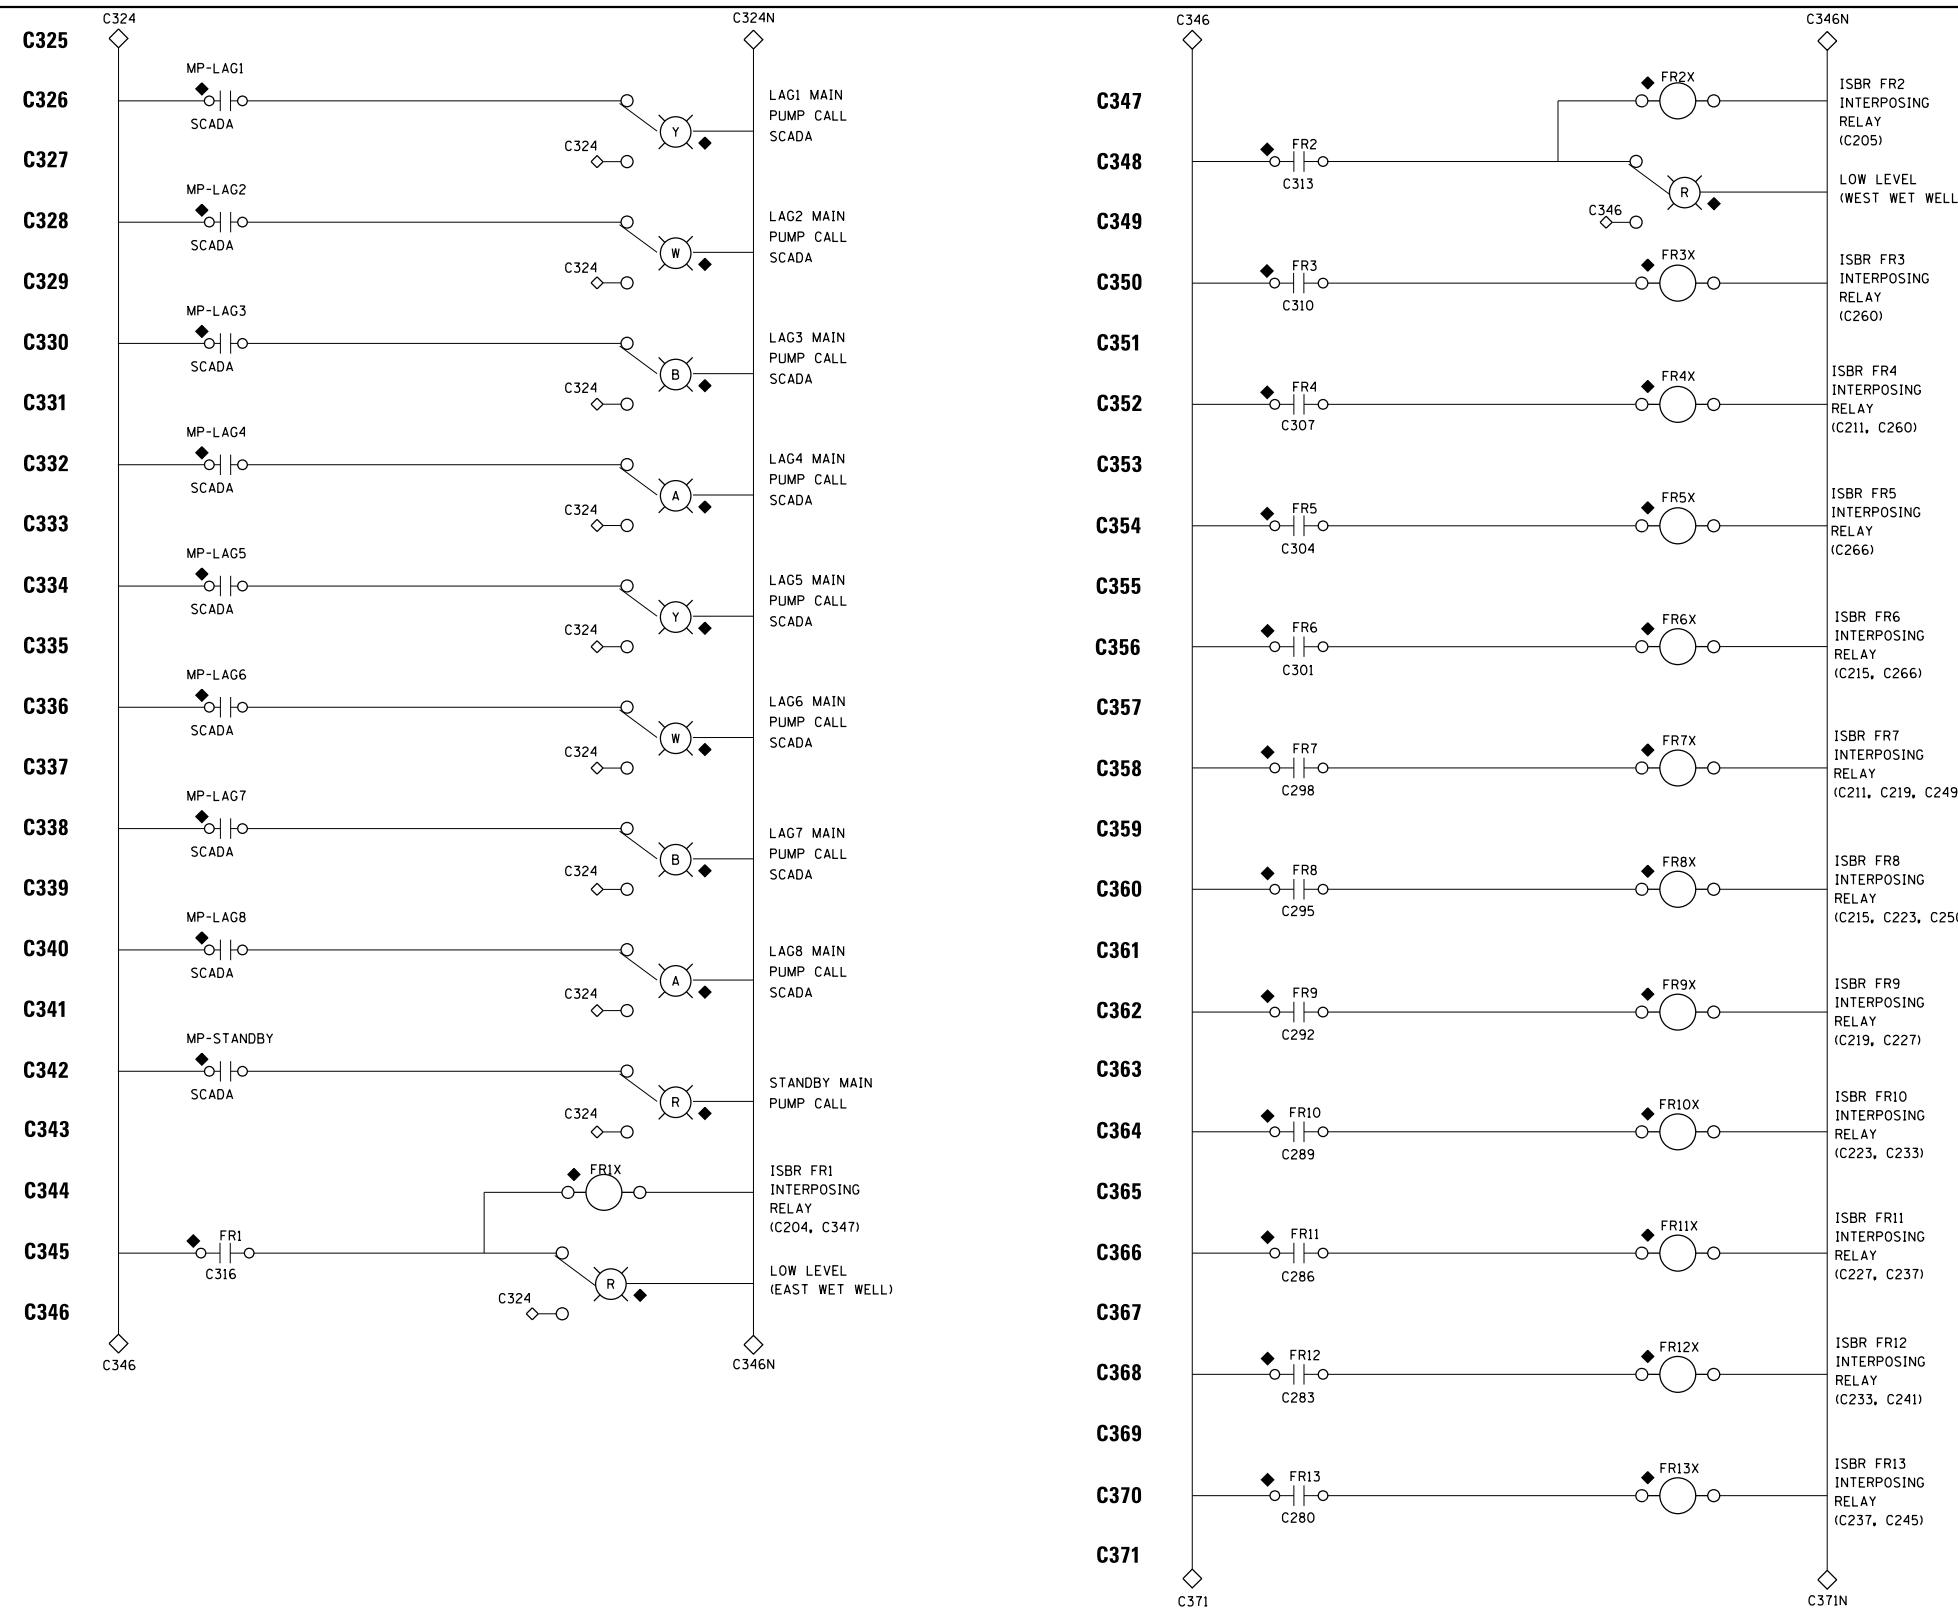 C324
C324N
C325
MP-LAG1
C326
SCADA
Y
LAG1 MAIN
PUMP CALL
SCADA
C327
C324
MP-LAG2
C328
SCADA
W
LAG2 MAIN
PUMP CALL
SCADA
C329
C324
MP-LAG3
C330
SCADA
B
LAG3 MAIN
PUMP CALL
SCADA
C331
C324
MP-LAG4
C332
SCADA
A
LAG4 MAIN
PUMP CALL
SCADA
C333
C324
MP-LAG5
C334
SCADA
Y
LAG5 MAIN
PUMP CALL
SCADA
C335
C324
MP-LAG6
C336
SCADA
W
LAG6 MAIN
PUMP CALL
SCADA
C337
C324
MP-LAG7
C338
SCADA
B
LAG7 MAIN
PUMP CALL
SCADA
C339
C324
MP-LAG8
C340
SCADA
A
LAG8 MAIN
PUMP CALL
SCADA
C341
C324
MP-STANDBY
C342
SCADA
R
STANDBY MAIN
PUMP CALL
C343
C324
C344
FR1X
ISBR FR1
INTERPOSING
RELAY
(C204, C347)
C345
FR1
C316
R
LOW LEVEL
(EAST WET WELL)
C346
C324
C346
C346N
C346
C346N
C347
FR2X
ISBR FR2
INTERPOSING
RELAY
(C205)
C348
FR2
C313
R
LOW LEVEL
(WEST WET WELL
C349
C346
C350
FR3
C310
FR3X
ISBR FR3
INTERPOSING
RELAY
(C260)
C351
C352
FR4
C307
FR4X
ISBR FR4
INTERPOSING
RELAY
(C211, C260)
C353
C354
FR5
C304
FR5X
ISBR FR5
INTERPOSING
RELAY
(C266)
C355
C356
FR6
C301
FR6X
ISBR FR6
INTERPOSING
RELAY
(C215, C266)
C357
C358
FR7
C298
FR7X
ISBR FR7
INTERPOSING
RELAY
(C211, C219, C249
C359
C360
FR8
C295
FR8X
ISBR FR8
INTERPOSING
RELAY
(C215, C223,
C361
C362
FR9
C292
FR9X
ISBR FR9
INTERPOSING
RELAY
(C219, C227)
C363
C364
FR10
C289
FR10X
ISBR FR10
INTERPOSING
RELAY
(C223, C233)
C365
C366
FR11
C286
FR11X
ISBR FR11
INTERPOSING
RELAY
(C227, C237)
C367
C368
FR12
C283
FR12X
ISBR FR12
INTERPOSING
RELAY
(C233, C241)
C369
C370
FR13
C280
FR13X
ISBR FR13
INTERPOSING
RELAY
(C237, C245)
C371
C371
C371N